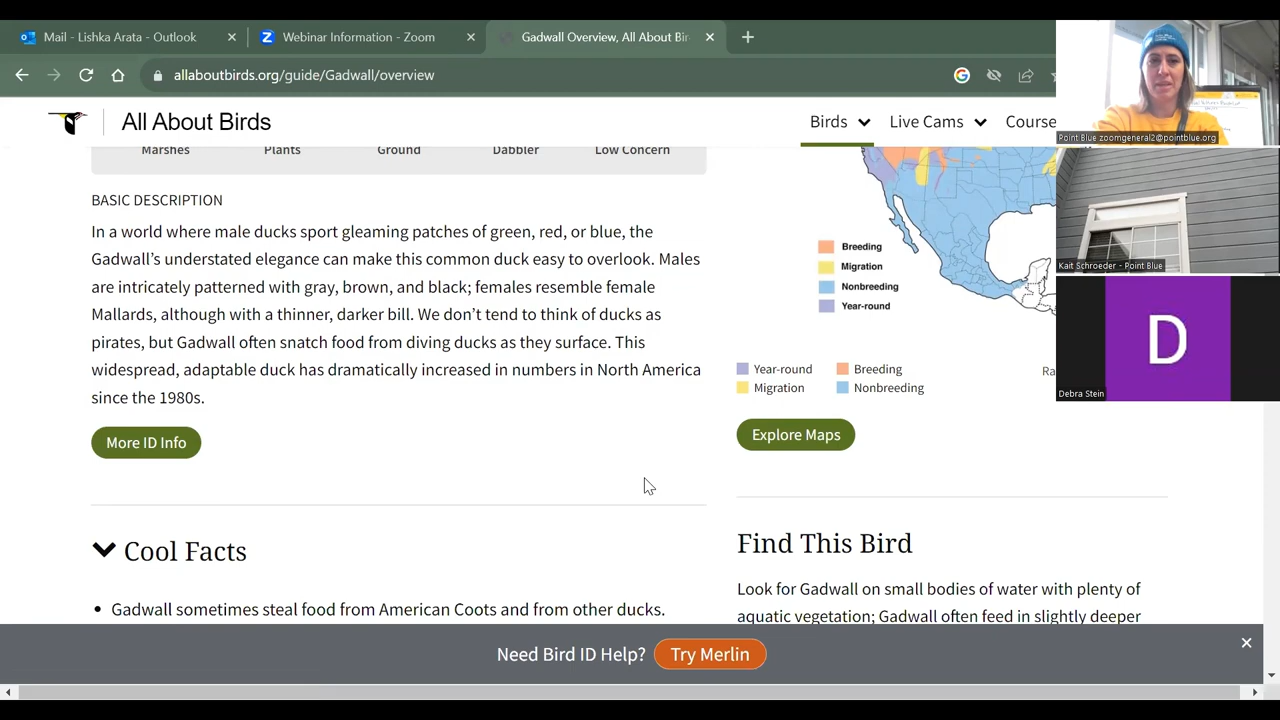 Mail - Lishka Arata - Outlook
Webinar Information - Zoom
Gadwall Overview, All About Bir
allaboutbirds.org/guide/Gadwall/overview
All About Birds
Birds
Live Cams
Course
Marshes
Plants
Ground
Dabbler
Low Concern
BASIC DESCRIPTION
In a world where male ducks sport gleaming patches of green, red, or blue, the
Gadwall's understated elegance can make this common duck easy to overlook. Males
are intricately patterned with gray, brown, and black; females resemble female
Mallards, although with a thinner, darker bill. We don't tend to think of ducks as
pirates, but Gadwall often snatch food from diving ducks as they surface. This
widespread, adaptable duck has dramatically increased in numbers in North America
since the 1980s.
More ID Info
Cool Facts
• Gadwall sometimes steal food from American Coots and from other ducks.
Breeding
Migration
Nonbreeding
Year-round
Year-round
Breeding
Ra
Migration
Nonbreeding
Explore Maps
Find This Bird
Look for Gadwall on small bodies of water with plenty of
aquatic vegetation; Gadwall often feed in slightly deeper
Need Bird ID Help?
Try Merlin
Point Blue zoomgeneral2@pointblue.org
Kait Schroeder - Point Blue
D
Debra Stein